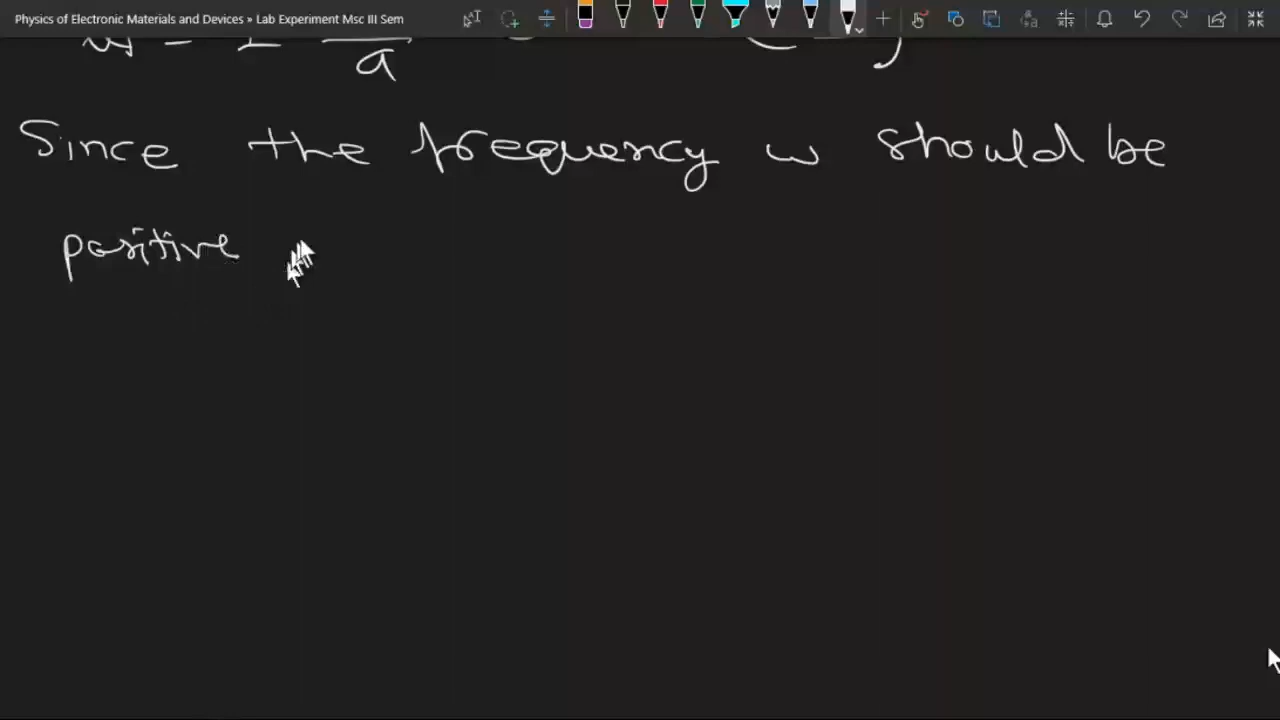 Physics of Electronic Materials and Devices » Lab Experiment Msc III Sem
a
Since the frequency ω should be
positive